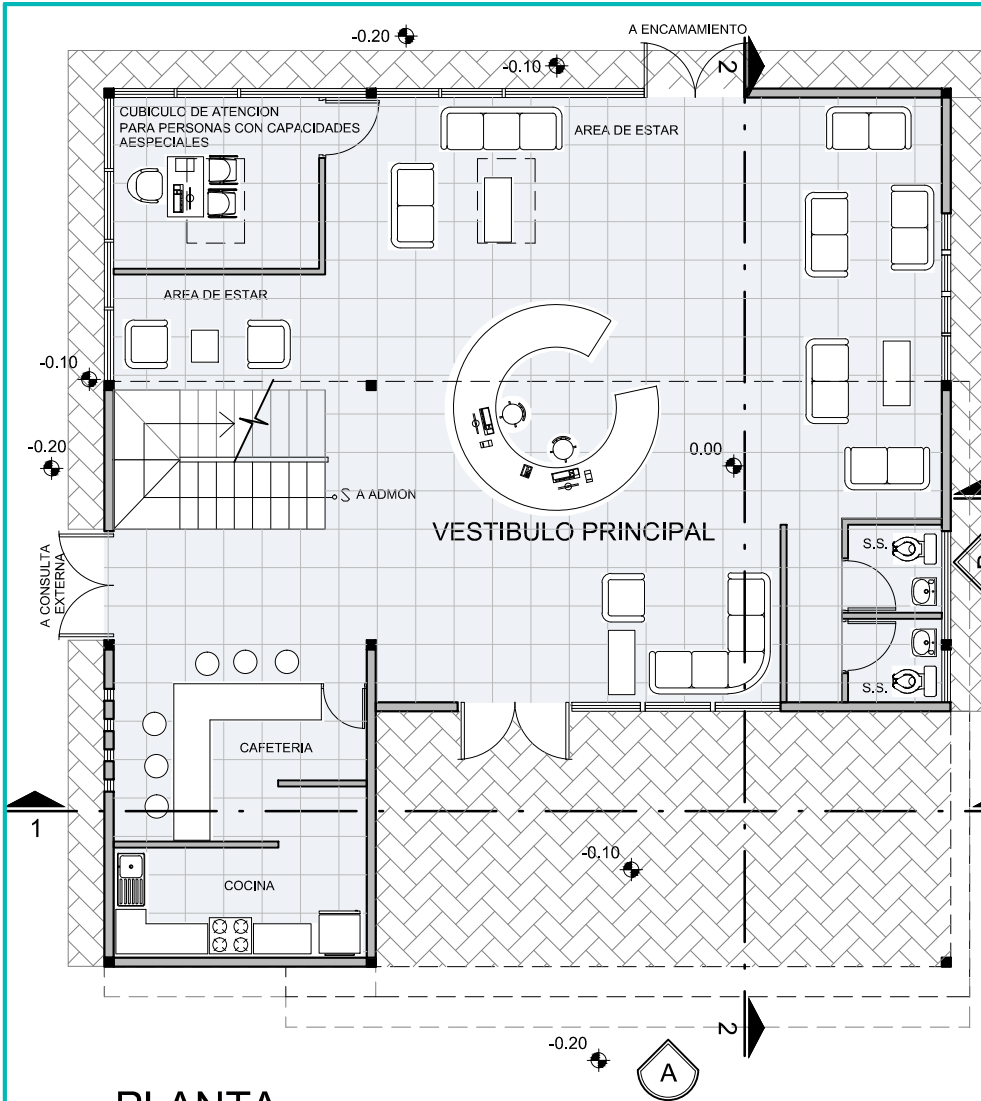 A ENCAMAMIENTO
-0.20
-0.10
2
CUBICULO DE ATENCION
PARA PERSONAS CON CAPACIDADES
AESPECIALES
AREA DE ESTAR
AREA DE ESTAR
-0.10
-0.20
0.00
S A ADMON
VESTIBULO PRINCIPAL
A CONSULTA
EXTERNA
S.S.
S.S.
CAFETERIA
1
-0.10
COCINA
2
-0.20
A
PLANTA